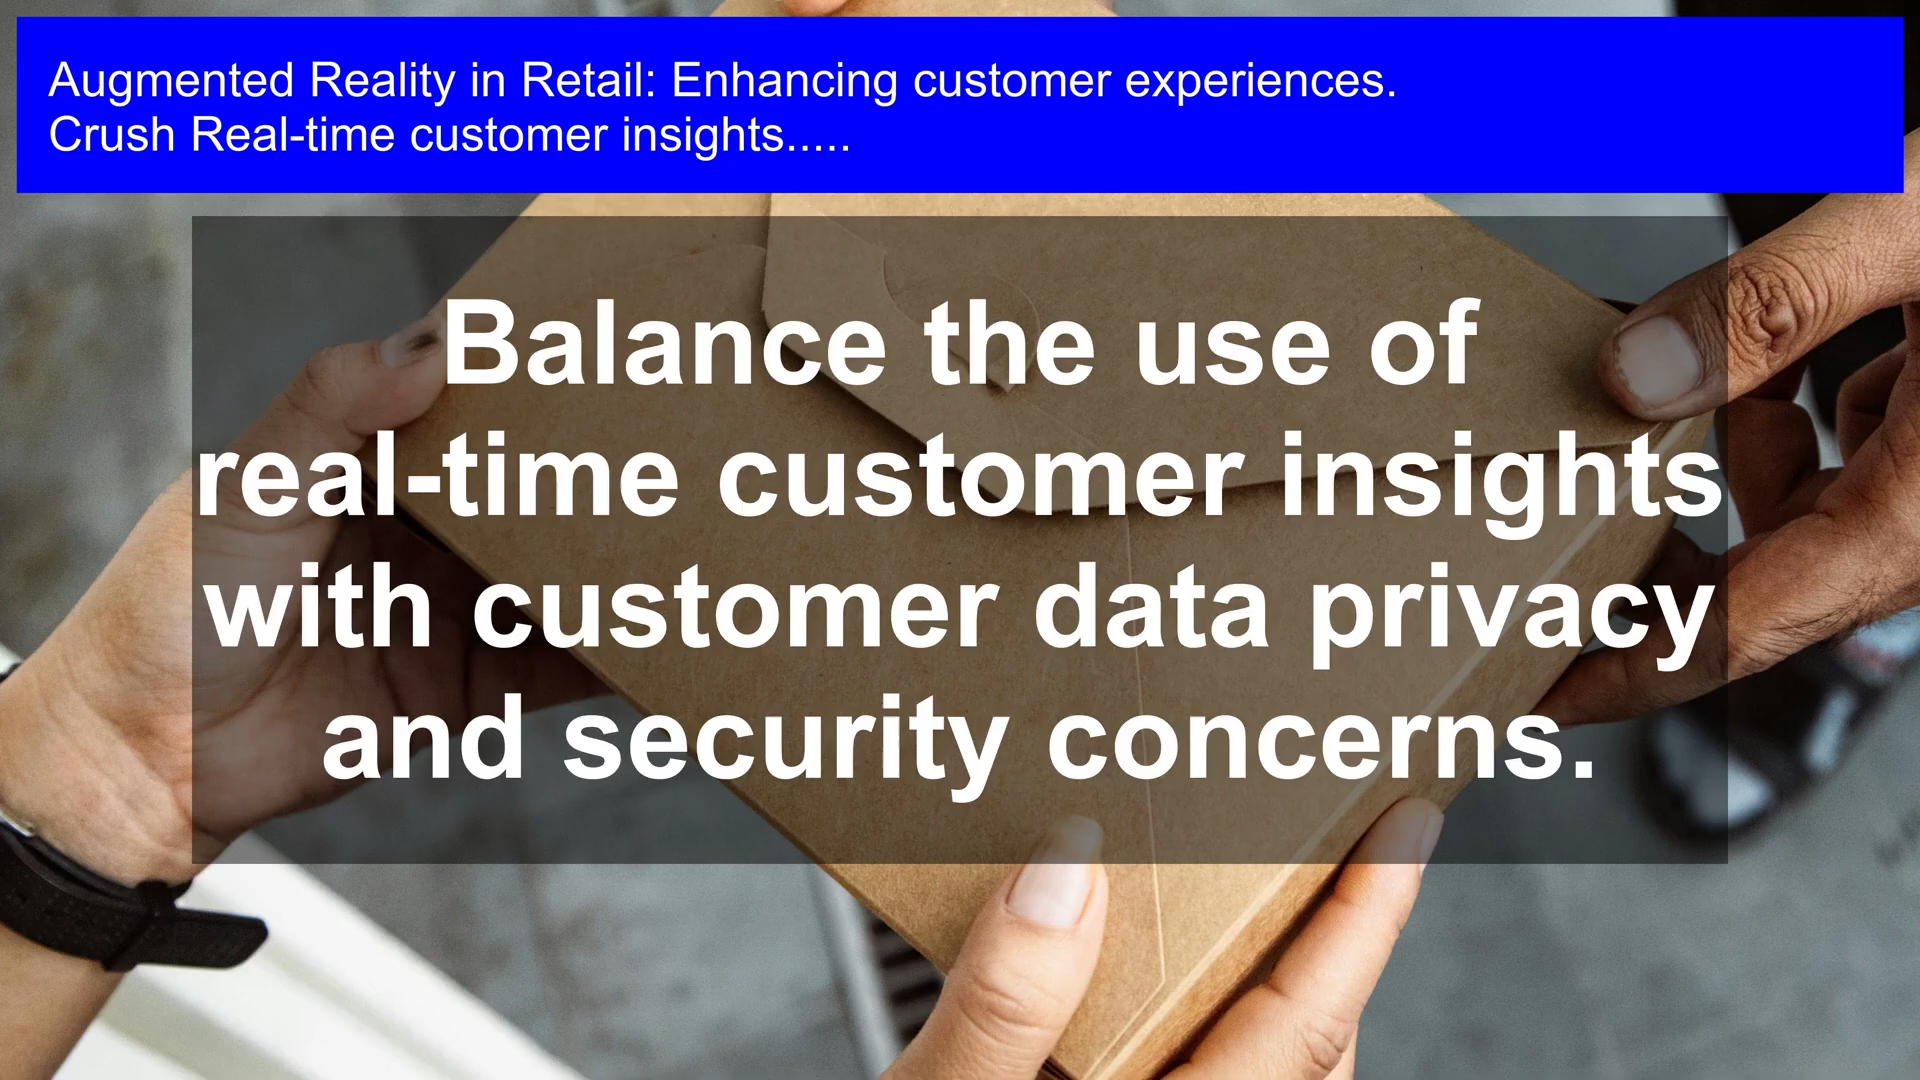 Augmented Reality in Retail: Enhancing customer experiences.
Crush Real-time customer insights.....
Balance the use of
real-time customer insights
with customer data privacy
and security concerns.